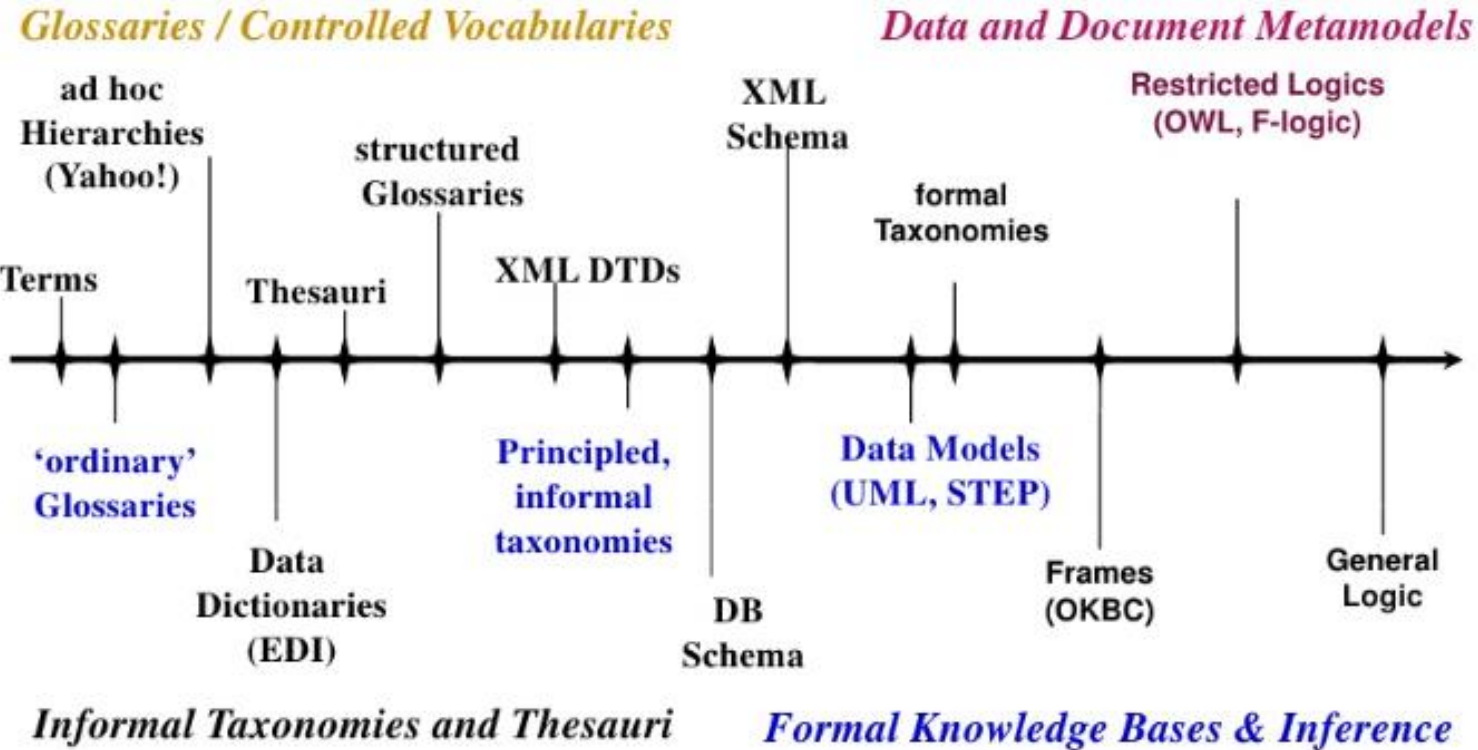 Glossaries / Controlled Vocabularies
Data and Document Metamodels
ad hoc
Hierarchies
(Yahoo!)
structured
Glossaries
XML
Schema
Restricted Logics
(OWL, F-logic)
formal
Taxonomies
Terms
Thesauri
XML DTDs
‘ordinary’
Glossaries
Data
Dictionaries
(EDI)
Principled,
informal
taxonomies
DB
Schema
Data Models
(UML, STEP)
Frames
(OKBC)
General
Logic
Informal Taxonomies and Thesauri
Formal Knowledge Bases & Inference